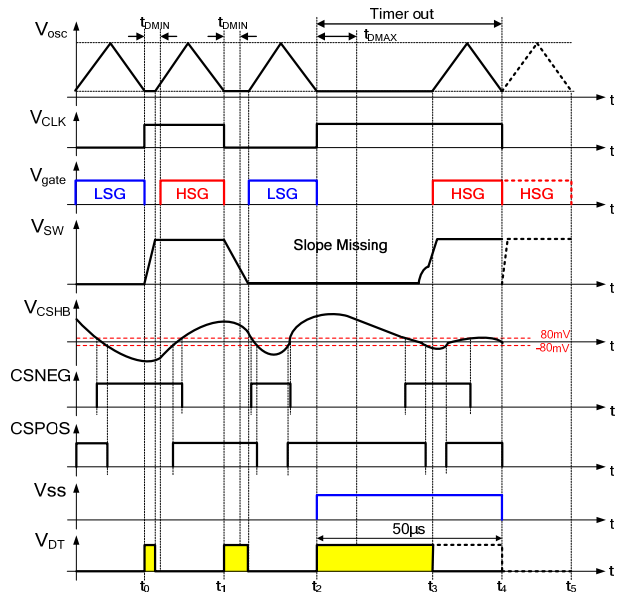 tDMIN tDMIN Timer out
tDMAX
Vosc
t
VCLK
t
Vgate
LSG HSG LSG HSG HSG
t
VSW
Slope Missing
t
VCSHB
80mV
-80mV
t
CSNEG
t
CSPOS
t
Vss
t
50µs
VDT
t
t0 t1 t2 t3 t4 t5